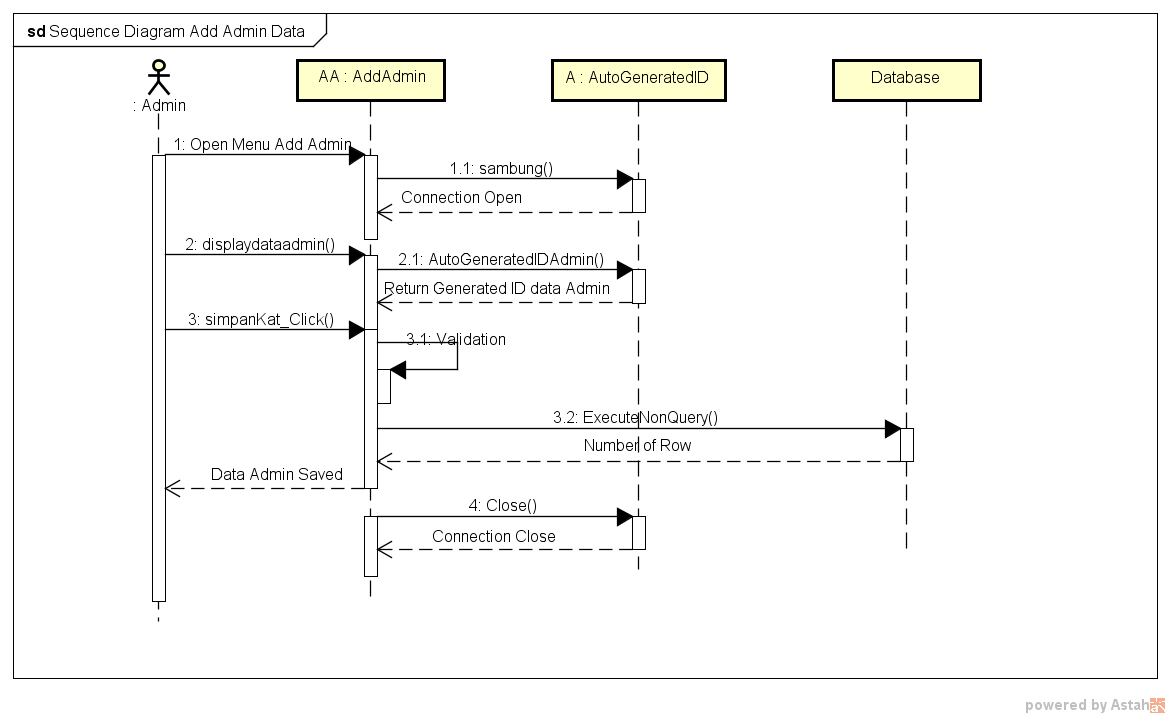 sd Sequence Diagram Add Admin Data
: Admin
AA : AddAdmin
A : AutoGeneratedID
Database
1: Open Menu Add Admin
1.1: sambung()
Connection Open
2: displaydataadmin()
2.1: AutoGeneratedIDAdmin()
Return Generated ID data Admin
3: simpanKat_Click()
3.1: Validation
3.2: ExecuteNonQuery()
Number of Row
Data Admin Saved
4: Close()
Connection Close
powered by Astah